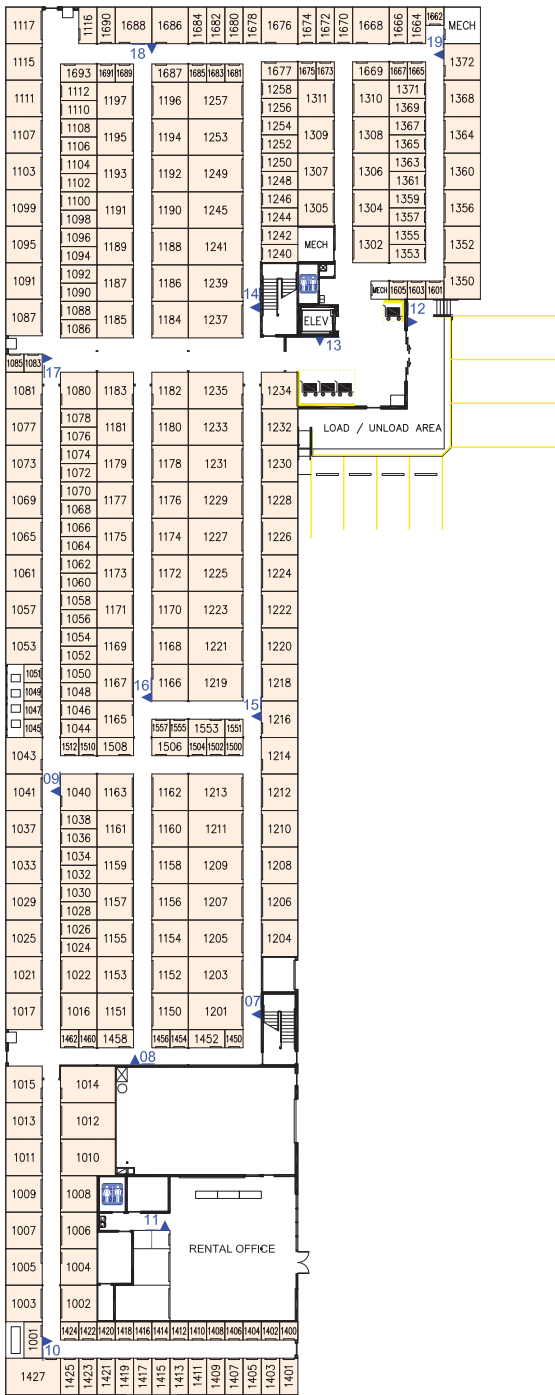 1117 1116 1690 1688 1686 1684 1682 1680 1678 1676 1674 1672 1670 1668 1666 1664 1662 MECH
18 19
1115 1693 1691 1689 1687 1685 1683 1681 1677 1675 1673 1669 1667 1665 1372
1111 1112 1110 1197 1196 1257 1258 1256 1311 1310 1371 1369 1368
1107 1108 1106 1195 1194 1253 1254 1252 1309 1308 1367 1365 1364
1103 1104 1102 1193 1192 1249 1250 1248 1307 1306 1363 1361 1360
1099 1100 1098 1191 1190 1245 1246 1244 1305 1304 1359 1357 1356
1095 1096 1094 1189 1188 1241 1242 1240 MECH 1302 1355 1353 1352
1091 1092 1090 1187 1186 1239 14 MECH 1605 1603 1601 1350
1087 1088 1086 1185 1184 1237 ELEV 12
13
1085 1083 17
1081 1080 1183 1182 1235 1234
1077 1078 1076 1181 1180 1233 1232 LOAD / UNLOAD AREA
1073 1074 1072 1179 1178 1231 1230
1069 1070 1068 1177 1176 1229 1228
1065 1066 1064 1175 1174 1227 1226
1061 1062 1060 1173 1172 1225 1224
1057 1058 1056 1171 1170 1223 1222
1053 1054 1052 1169 1168 1221 1220
1051 1049 1050 1048 1167 16 1166 1219 1218
1047 1045 1046 1044 1165 1557 1555 1553 1551 15 1216
1043 1512 1510 1508 1506 1504 1502 1500 1214
09
1041 1040 1163 1162 1213 1212
1037 1038 1036 1161 1160 1211 1210
1033 1034 1032 1159 1158 1209 1208
1029 1030 1028 1157 1156 1207 1206
1025 1026 1024 1155 1154 1205 1204
1021 1022 1153 1152 1203
1017 1016 1151 1150 1201 07
1462 1460 1458 1456 1454 1452 1450
08
1015 1014
1013 1012
1011 1010
1009 1008
1007 1006 11
1005 1004 RENTAL OFFICE
1003 1002
1001 10 1424 1422 1420 1418 1416 1414 1412 1410 1408 1406 1404 1402 1400
1427 1425 1423 1421 1419 1417 1415 1413 1411 1409 1407 1405 1403 1401